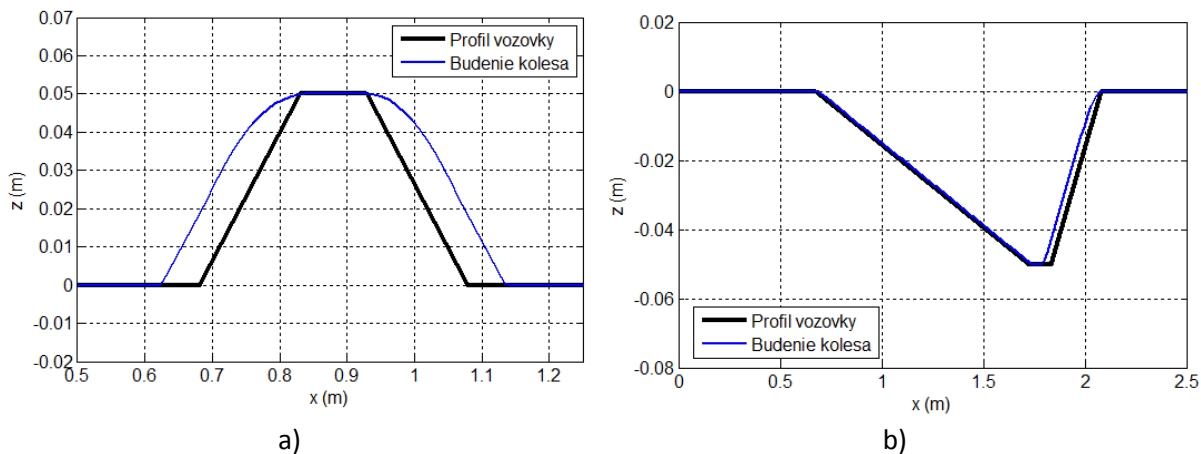 0.07
0.06
0.05
0.04
0.03
0.02
0.01
0
-0.01
-0.02
0.5 0.6 0.7 0.8 0.9 1 1.1 1.2
x (m)
z (m)
Profil vozovky
Budenie kolesa
a)
0.02
0
-0.02
-0.04
-0.06
-0.08
0 0.5 1 1.5 2 2.5
x (m)
z (m)
Profil vozovky
Budenie kolesa
b)